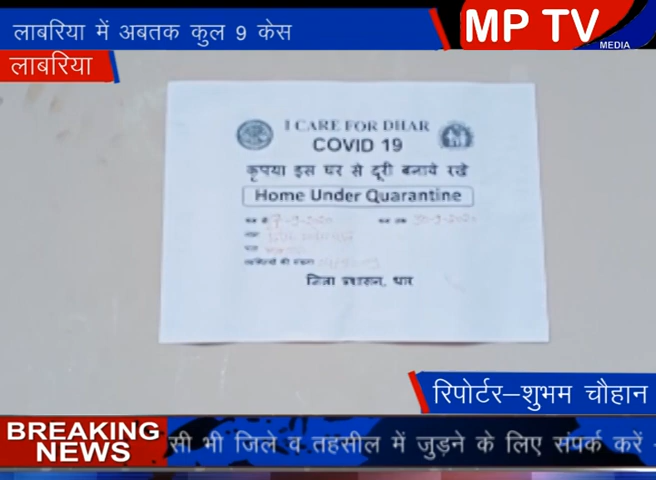 लाबरिया में अबतक कुल 9 केस
MP TV
MEDIA
लाबरिया
I CARE FOR DHAR
COVID 19
कृपया इस घर से दूरी बनाये रखे
Home Under Quarantine
जिला प्रशासन, धार
रिपोर्टर–शुभम चौहान
BREAKING
NEWS
सी भी जिले व तहसील में जुड़ने के लिए संपर्क करें